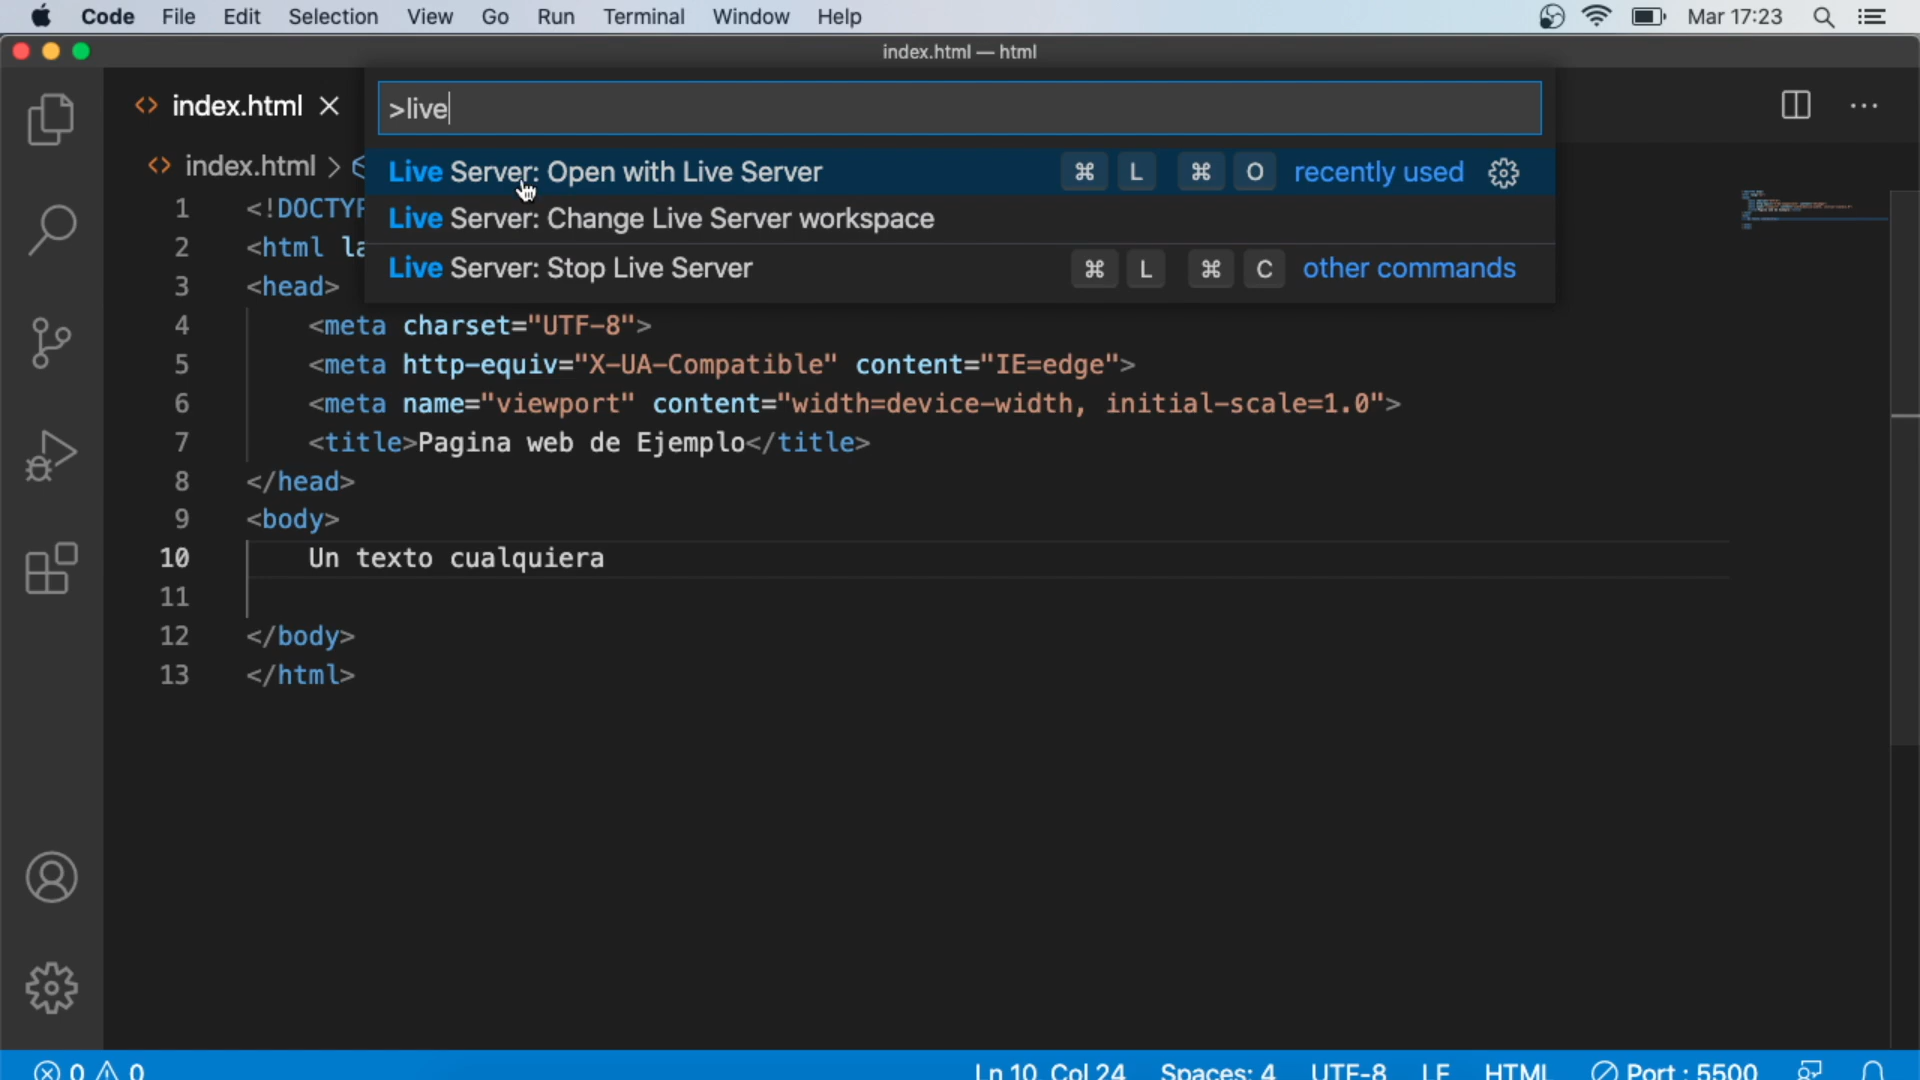 Code File Edit Selection View Go Run Terminal Window Help Mar 17:23
index.html — html
index.html
>live
index.html >
Live Server: Open with Live Server ⌘ L ⌘ O recently used
Live Server: Change Live Server workspace
Live Server: Stop Live Server ⌘ L ⌘ C other commands
1 <!DOCTYP
2 <html la
3 <head>
4 <meta charset="UTF-8">
5 <meta http-equiv="X-UA-Compatible" content="IE=edge">
6 <meta name="viewport" content="width=device-width, initial-scale=1.0">
7 <title>Pagina web de Ejemplo</title>
8 </head>
9 <body>
10 Un texto cualquiera
11
12 </body>
13 </html>
0 0 Ln 10, Col 24 Spaces: 4 UTF-8 LF HTML Port : 5500